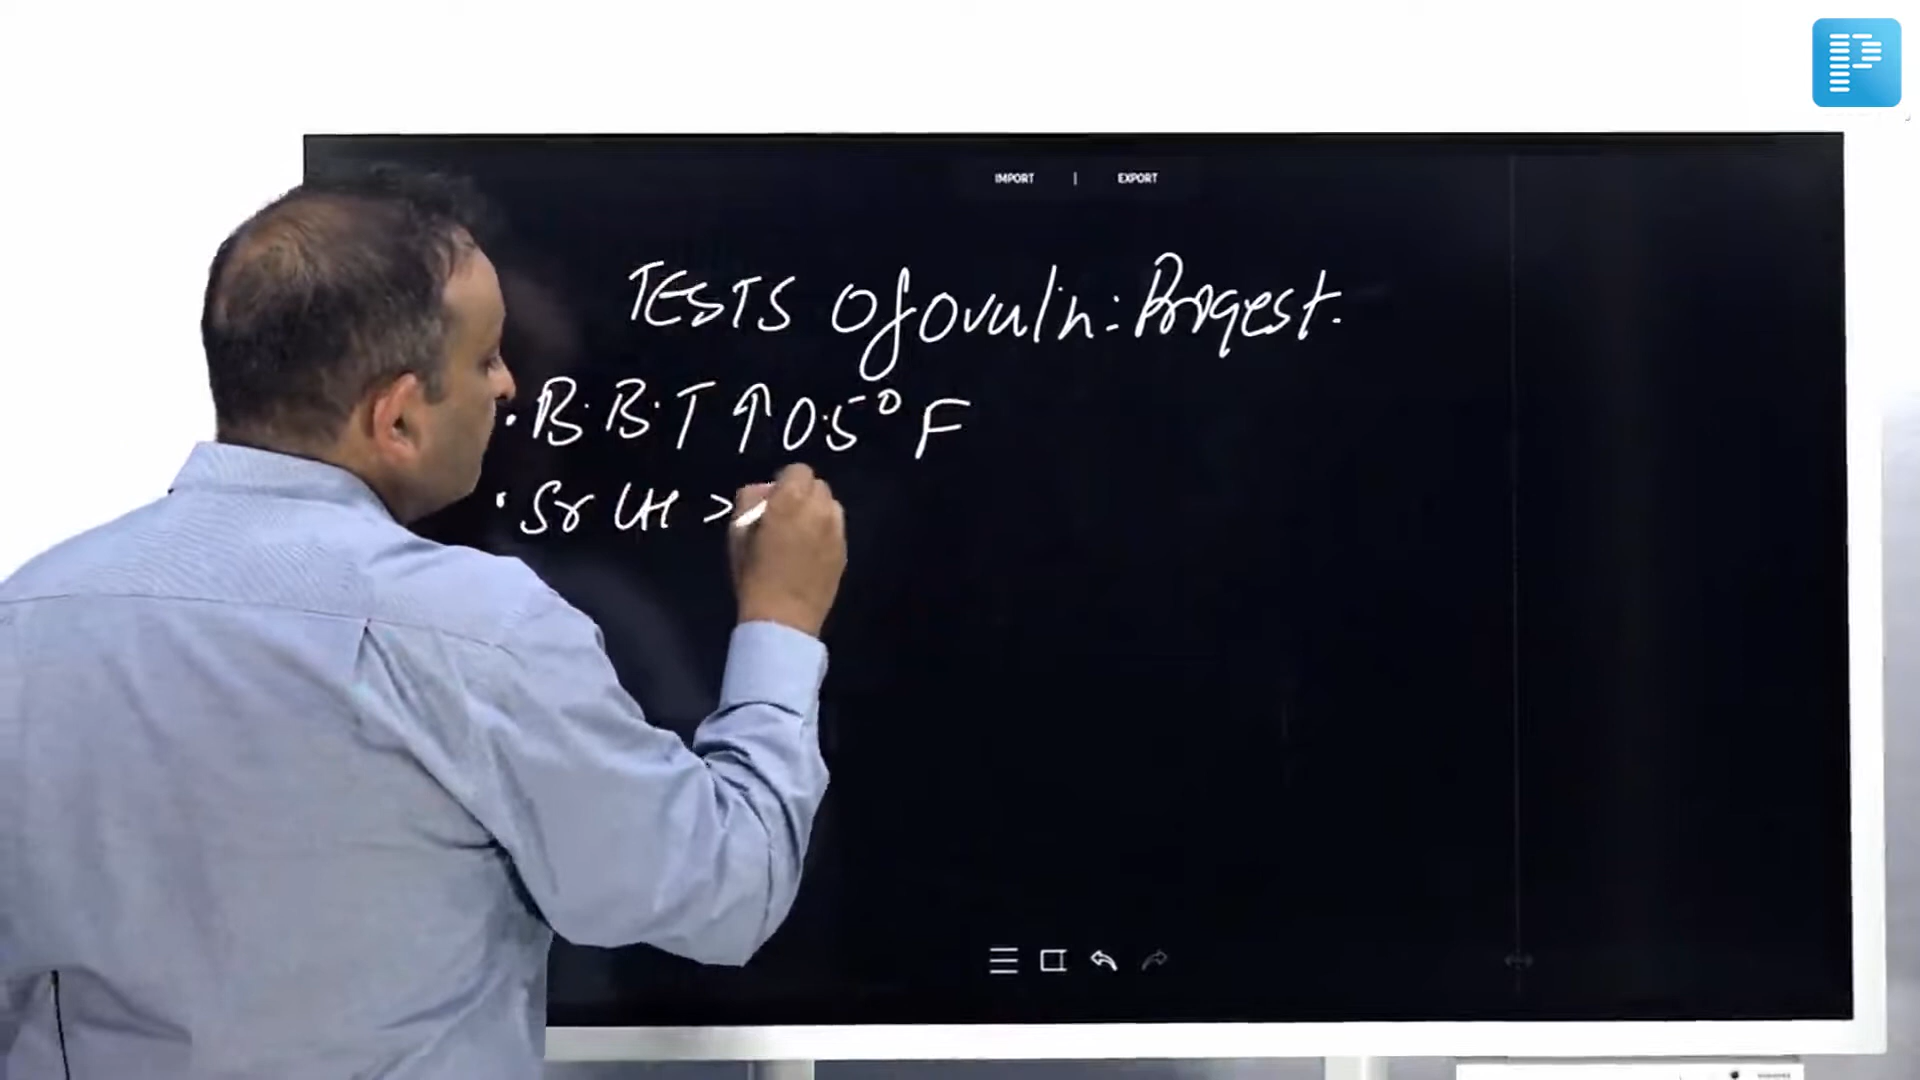 IMPORT | EXPORT
TESTS Of ovuln: Progest.
· B.B.T ↑ 0.5° F
· Sr LH >